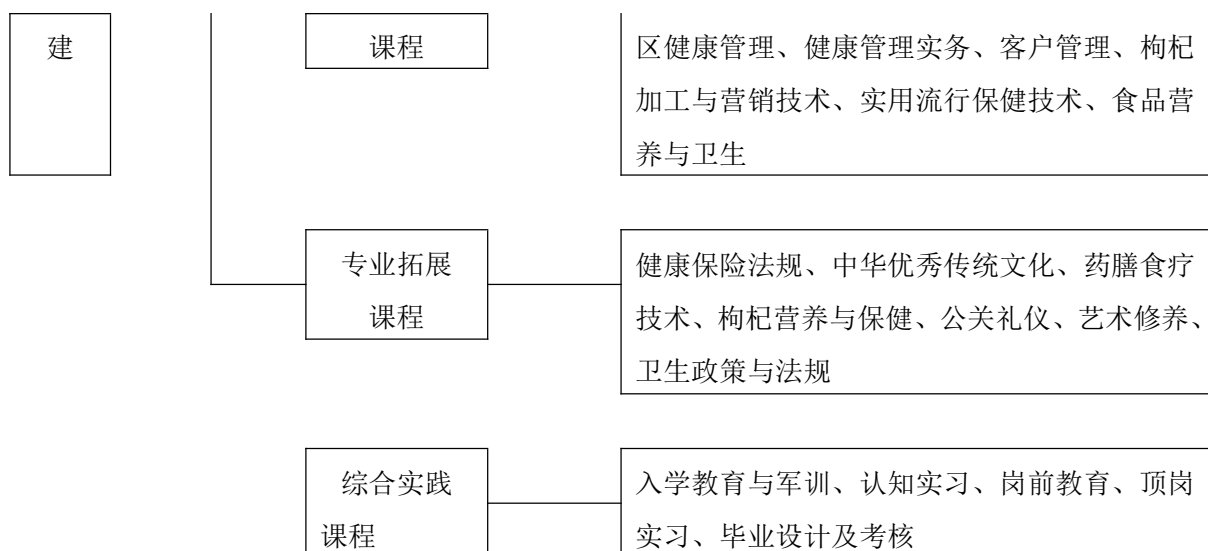 建
课程
区健康管理、健康管理实务、客户管理、枸杞
加工与营销技术、实用流行保健技术、食品营
养与卫生
专业拓展
课程
健康保险法规、中华优秀传统文化、药膳食疗
技术、枸杞营养与保健、公关礼仪、艺术修养、
卫生政策与法规
综合实践
课程
入学教育与军训、认知实习、岗前教育、顶岗
实习、毕业设计及考核